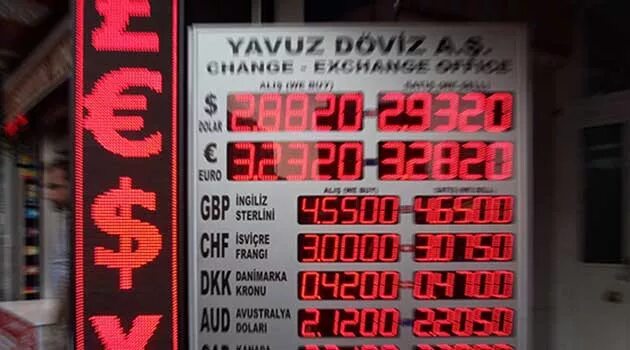 £
€
$
¥
YAVUZ DÖVİZ A.Ş.
CHANGE - EXCHANGE OFFICE
ALIŞ (WE BUY) SATIŞ (WE SELL)
$ DOLAR 2.8820 2.9320
€ EURO 3.2320 3.2820
ALIŞ (WE BUY) SATIŞ (WE SELL)
GBP İNGİLİZ STERLİNİ 4.5500 4.6500
CHF İSVİÇRE FRANGI 3.0000 3.0750
DKK DANİMARKA KRONU 0.4200 0.4700
AUD AVUSTRALYA DOLARI 2.1200 2.2050
KANADA